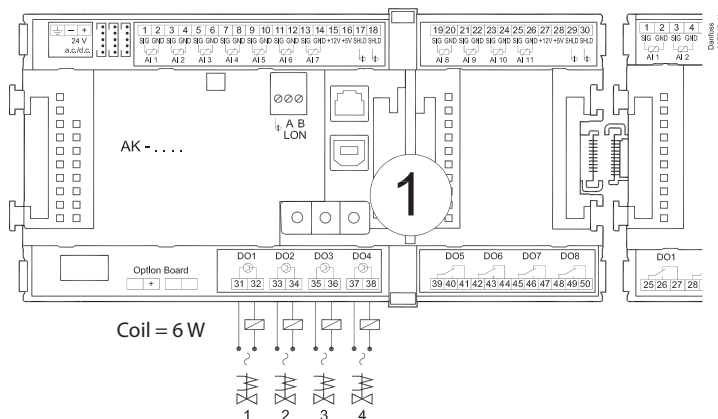 ⏚ − +
24 V
a.c./d.c.
1 2 3 4 5 6 7 8 9 10 11 12 13 14 15 16 17 18
SIG GND SIG GND SIG GND SIG GND SIG GND SIG GND SIG GND +12V +5V SHLD SHLD
AI 1 AI 2 AI 3 AI 4 AI 5 AI 6 AI 7
19 20 21 22 23 24 25 26 27 28 29 30
SIG GND SIG GND SIG GND SIG GND +12V +5V SHLD SHLD
AI 8 AI 9 AI 10 AI 11
1 2 3 4
SIG GND SIG GND
AI 1 AI 2
Danfoss
A B
LON
AK - . . . .
1
Option Board
+
DO1 DO2 DO3 DO4
31 32 33 34 35 36 37 38
DO5 DO6 DO7 DO8
39 40 41 42 43 44 45 46 47 48 49 50
DO1
25 26 27 28
Coil = 6 W
1 2 3 4